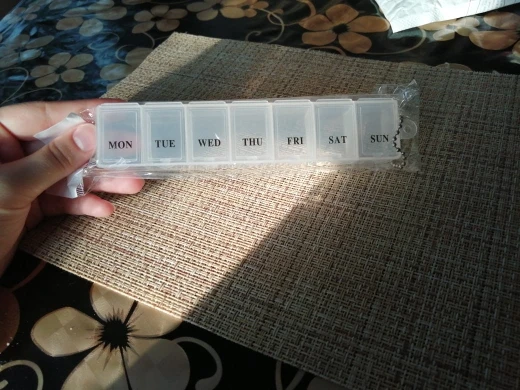 MON TUE WED THU FRI SAT SUN